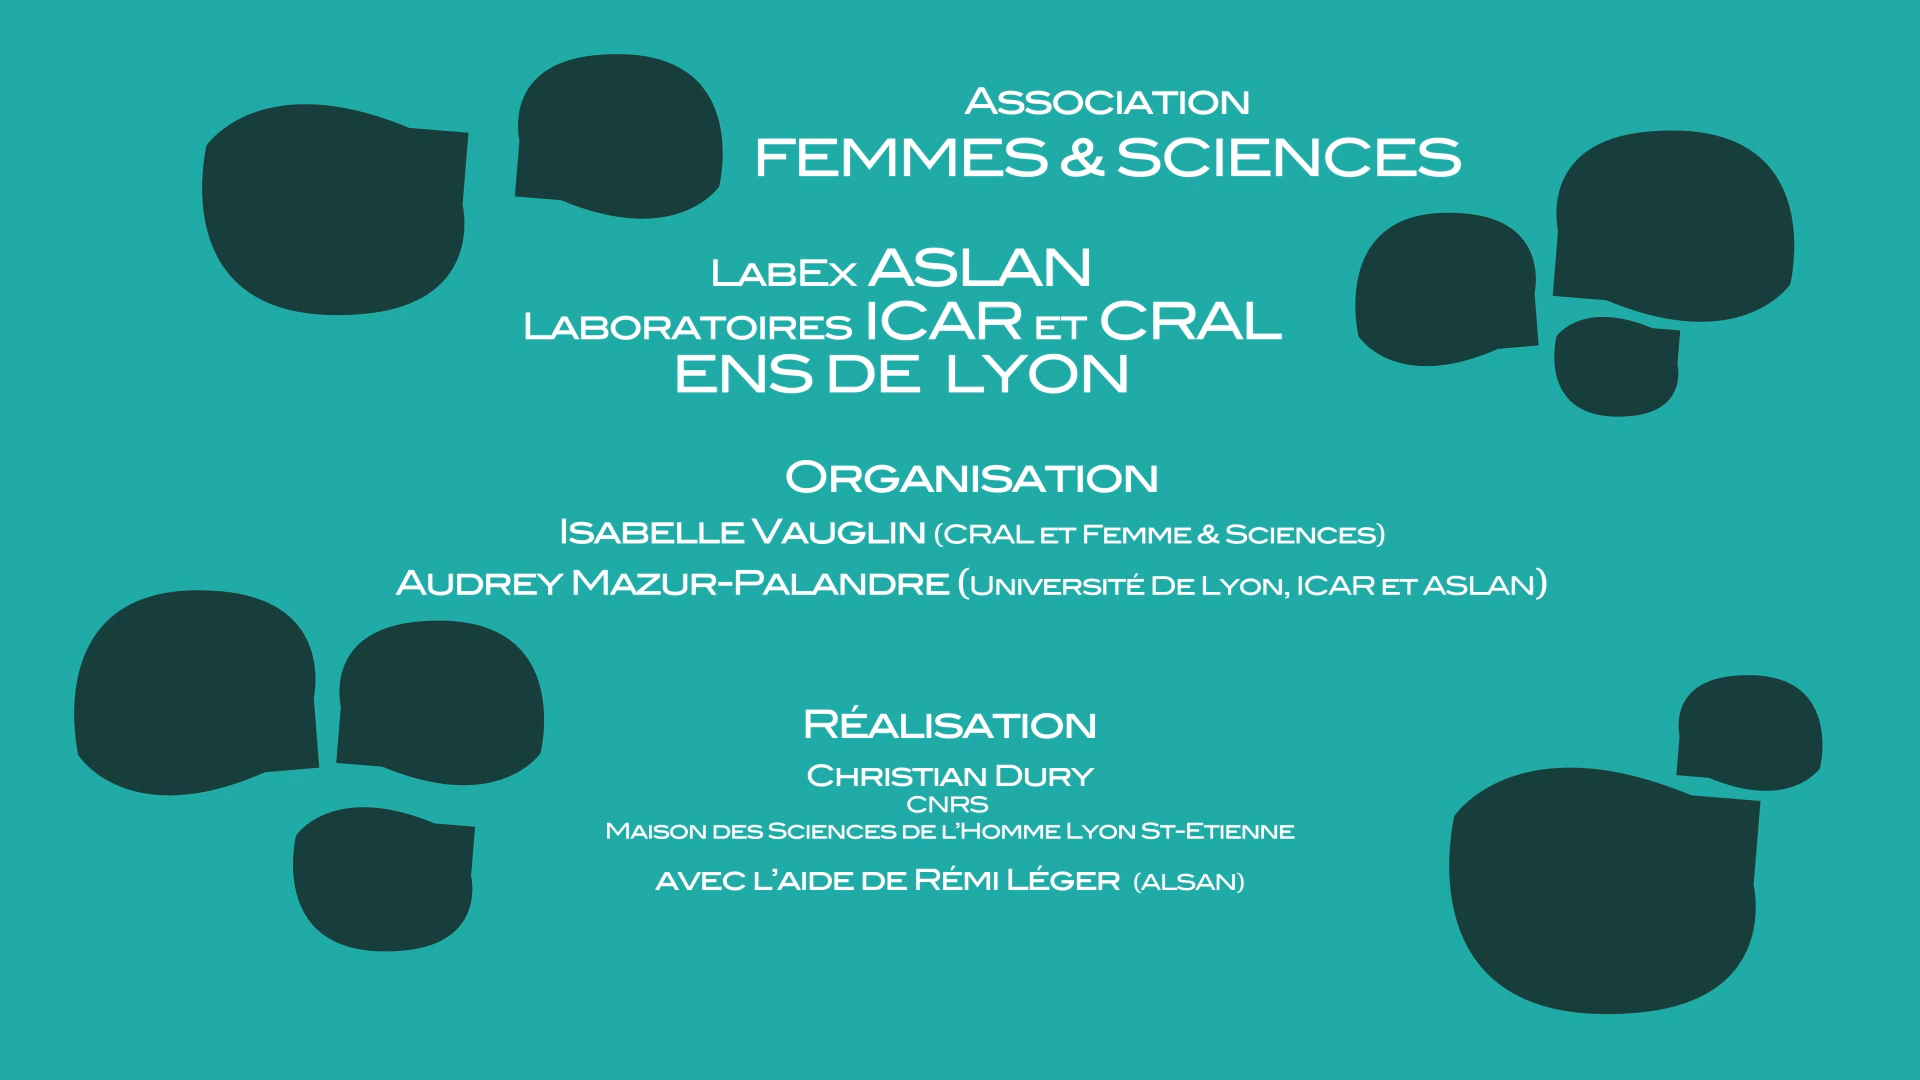 Association
FEMMES & SCIENCES
LabEx ASLAN
Laboratoires ICAR et CRAL
ENS DE LYON
Organisation
Isabelle Vauglin (CRAL et Femme & Sciences)
Audrey Mazur-Palandre (Université De Lyon, ICAR et ASLAN)
Réalisation
Christian Dury
CNRS
Maison des Sciences de l'Homme Lyon St-Etienne
avec l'aide de Rémi Léger (ALSAN)